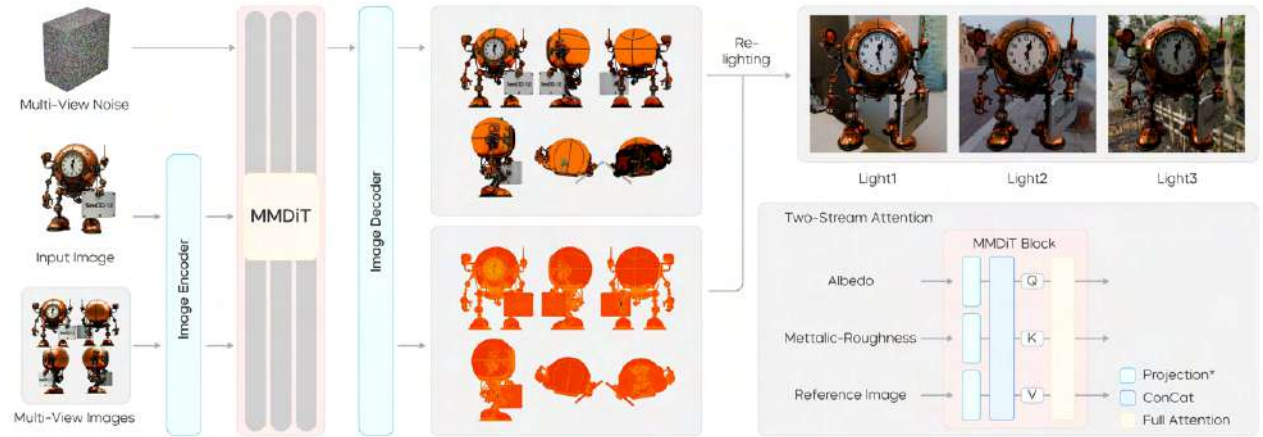 Multi-View Noise
Input Image
Multi-View Images
Image Encoder
MMDiT
Image Decoder
Re-
lighting
Light1
Light2
Light3
Two-Stream Attention
MMDiT Block
Albedo
Q
Mettalic-Roughness
K
Reference Image
V
Projection*
ConCat
Full Attention